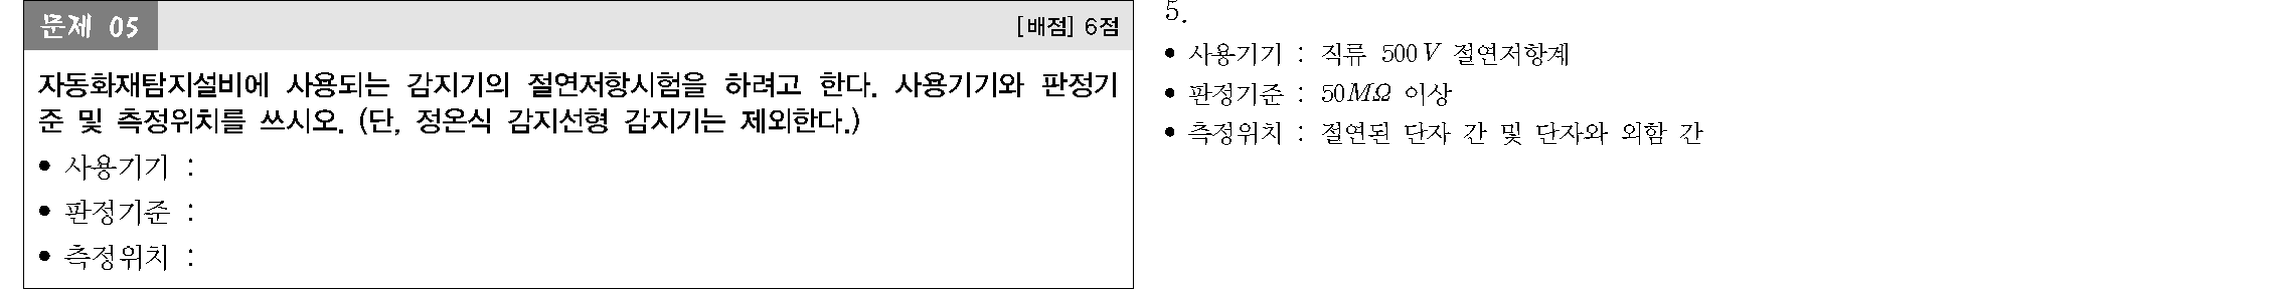 문제 05
[배점] 6점
자동화재탐지설비에 사용되는 감지기의 절연저항시험을 하려고 한다. 사용기기와 판정기
준 및 측정위치를 쓰시오. (단, 정온식 감지선형 감지기는 제외한다.)
• 사용기기 :
• 판정기준 :
• 측정위치 :
5.
• 사용기기 : 직류 500V 절연저항계
• 판정기준 : 50MΩ 이상
• 측정위치 : 절연된 단자 간 및 단자와 외함 간